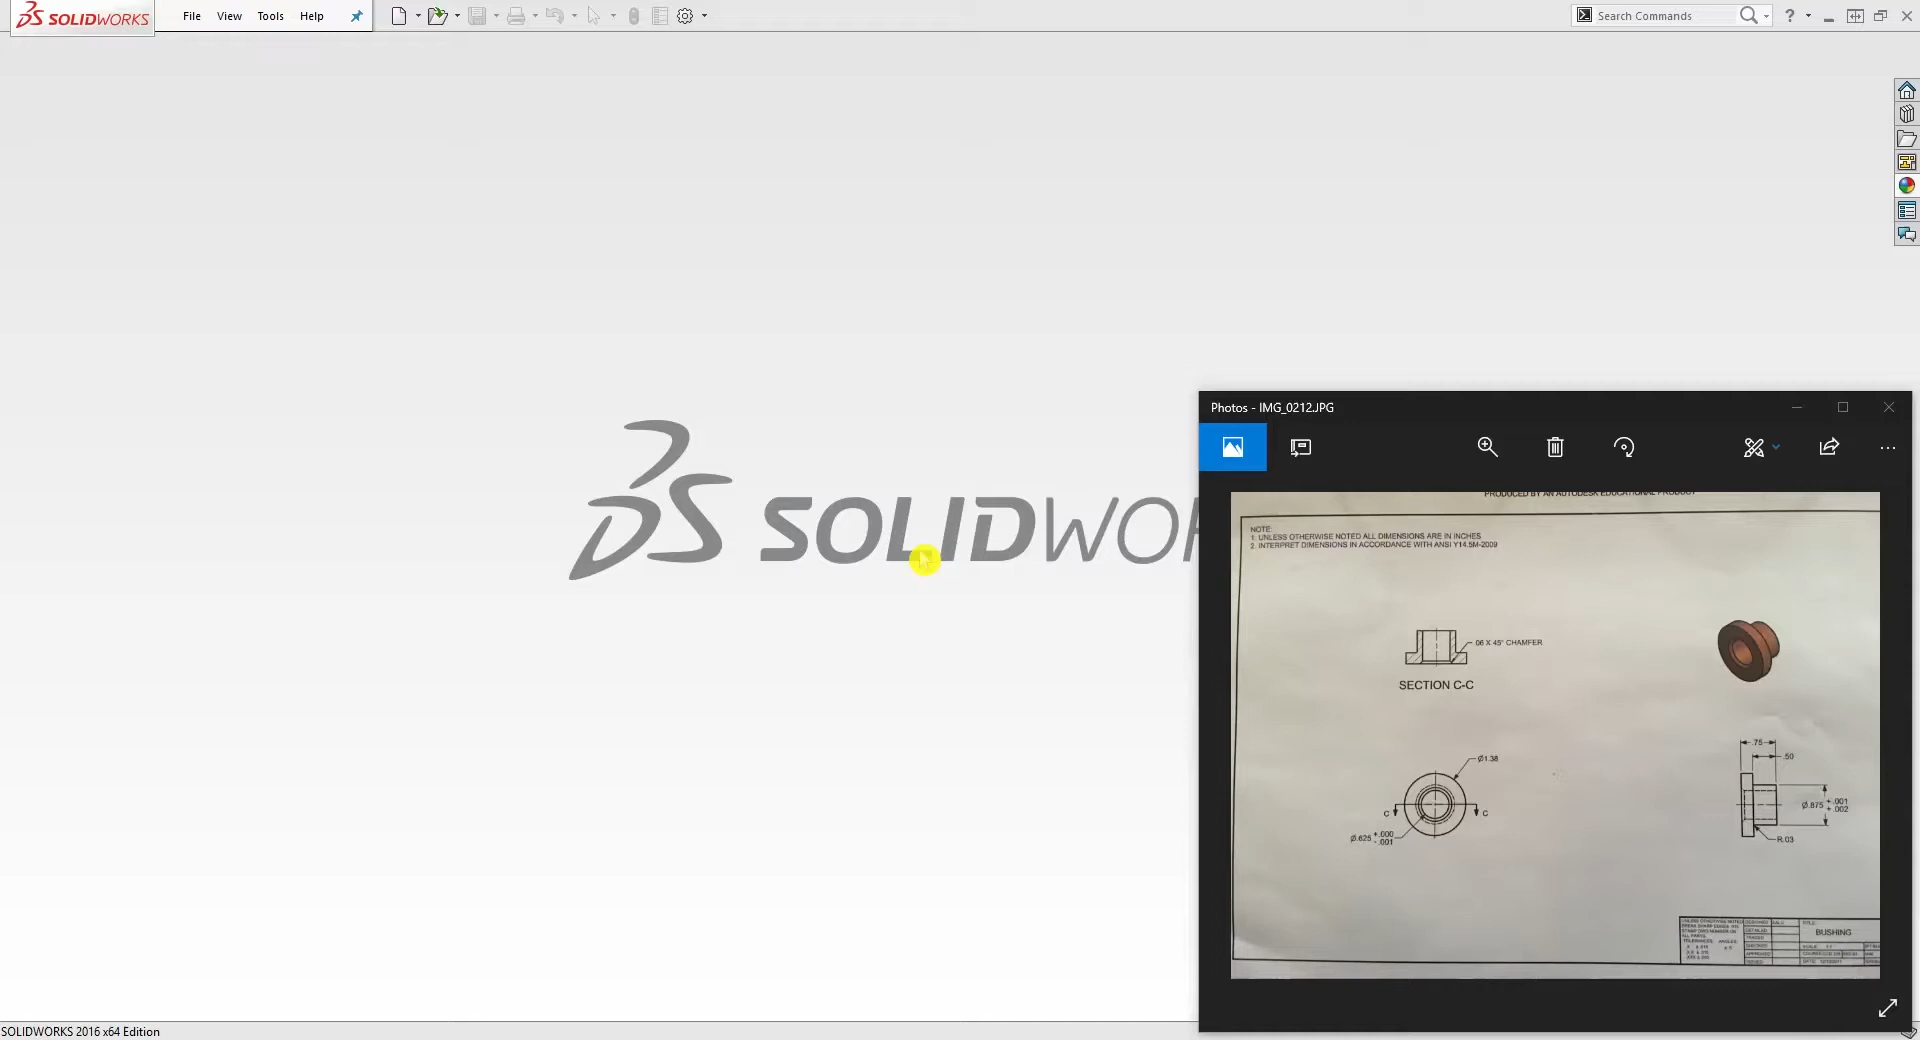 SOLIDWORKS
File View Tools Help
Search Commands
?
SOLIDWOR
Photos - IMG_0212.JPG
PRODUCED BY AN AUTODESK EDUCATIONAL PRODUCT
NOTE:
1. UNLESS OTHERWISE NOTED ALL DIMENSIONS ARE IN INCHES
2. INTERPRET DIMENSIONS IN ACCORDANCE WITH ANSI Y14.5M-2009
.06 X 45° CHAMFER
SECTION C-C
.75
.50
Ø1.38
C C
Ø.625 +.000
-.001
Ø.875 +.001
+.002
R.03
TITLE:
BUSHING
SOLIDWORKS 2016 x64 Edition